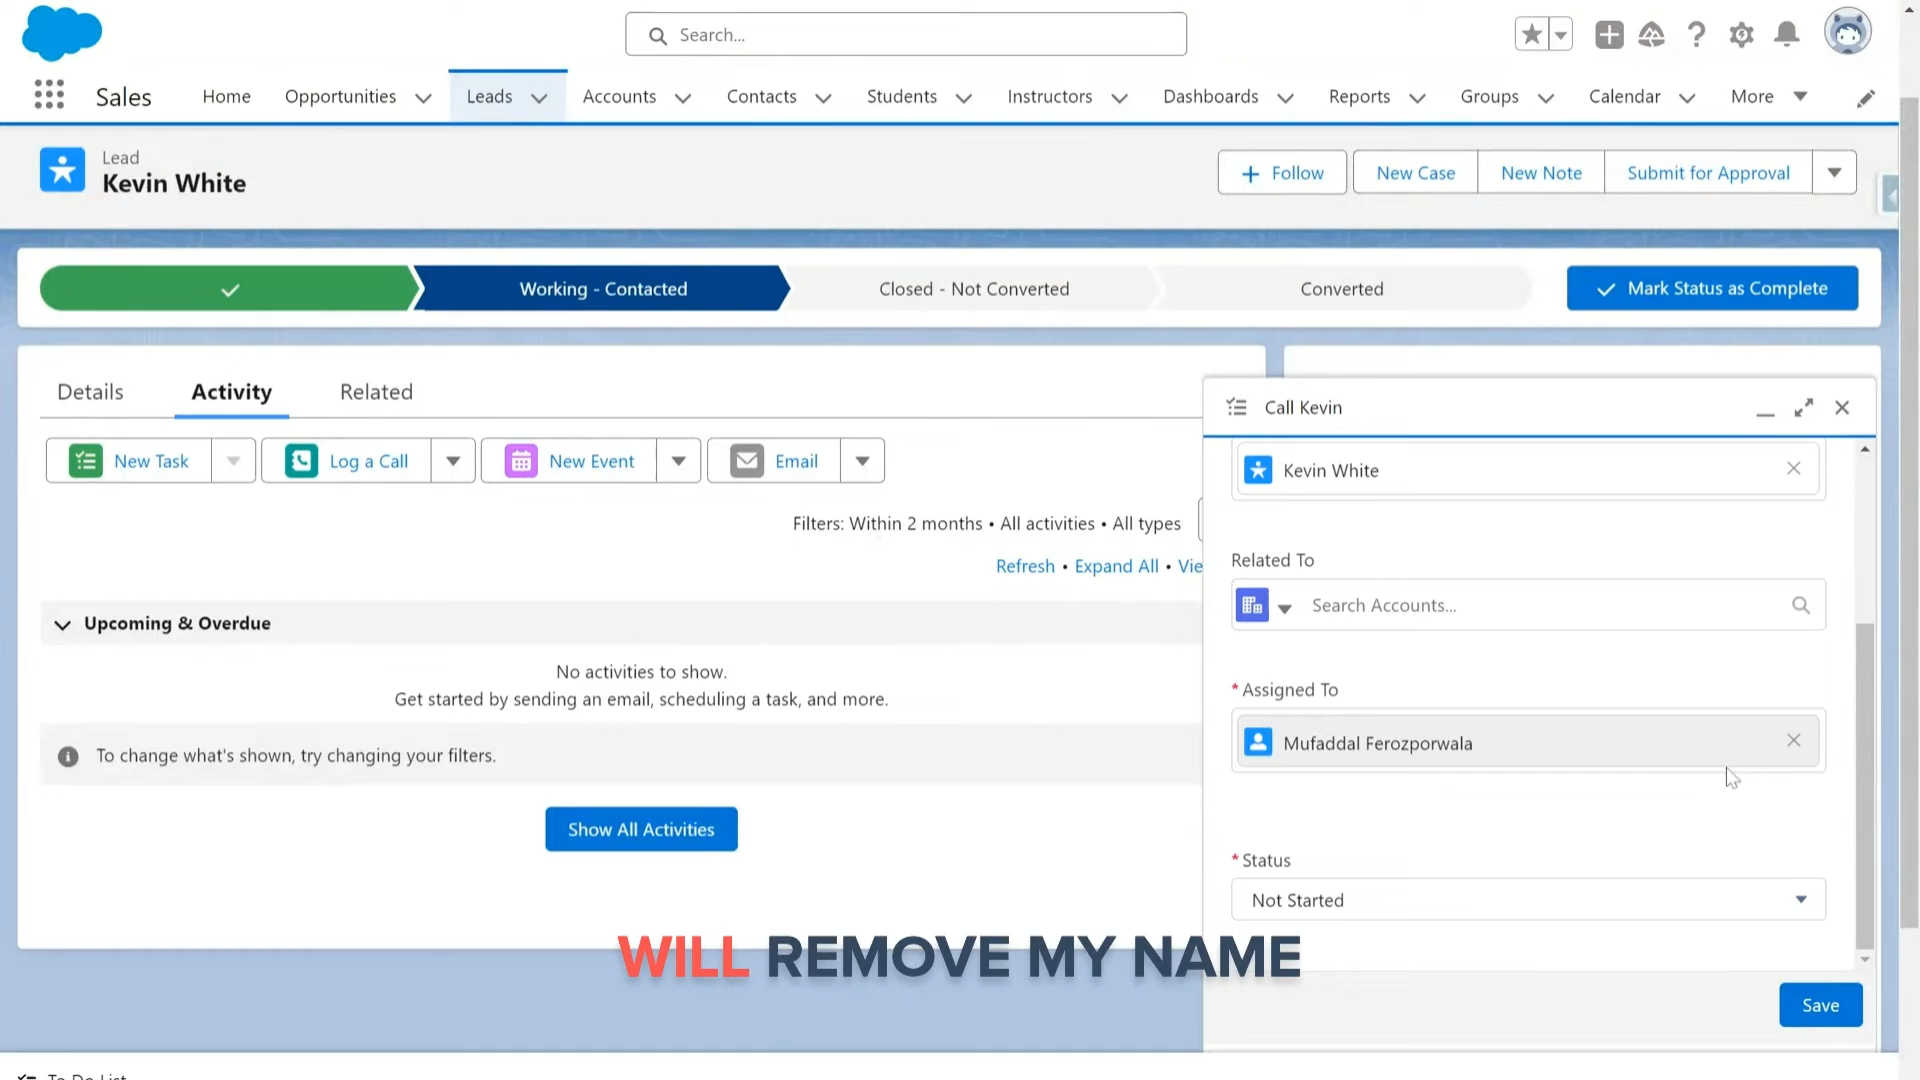 Search...
Sales
Home
Opportunities
Leads
Accounts
Contacts
Students
Instructors
Dashboards
Reports
Groups
Calendar
More
Lead
Kevin White
Follow
New Case
New Note
Submit for Approval
Working - Contacted
Closed - Not Converted
Converted
Mark Status as Complete
Details
Activity
Related
New Task
Log a Call
New Event
Email
Filters: Within 2 months • All activities • All types
Refresh • Expand All • Vie
Upcoming & Overdue
No activities to show.
Get started by sending an email, scheduling a task, and more.
To change what's shown, try changing your filters.
Show All Activities
Call Kevin
Kevin White
Related To
Search Accounts...
*Assigned To
Mufaddal Ferozporwala
*Status
Not Started
Save
WILL REMOVE MY NAME
To Do List